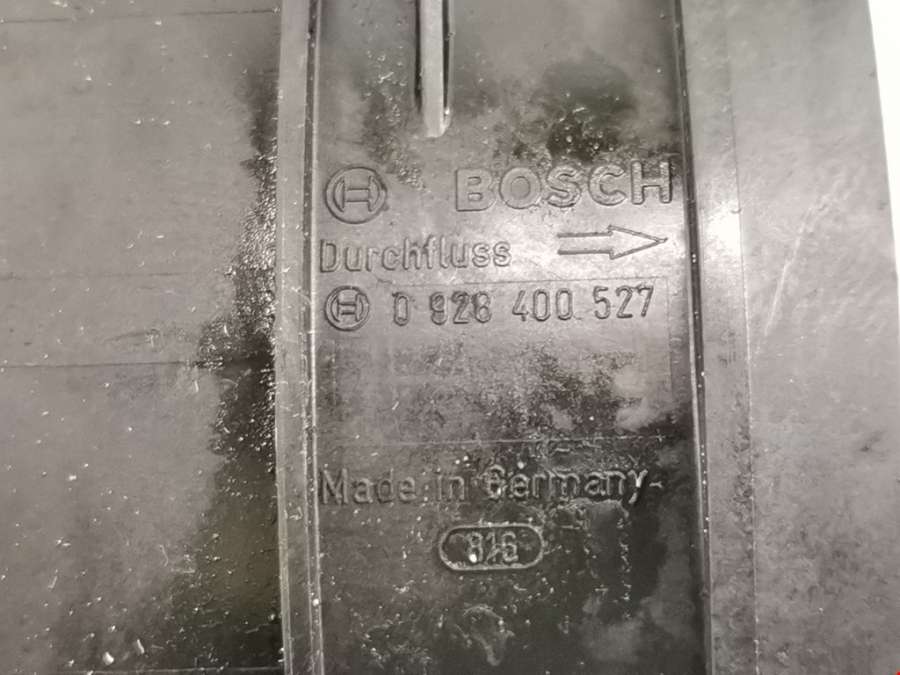 BOSCH
Durchfluss
0 928 400 527
Made in Germany
816